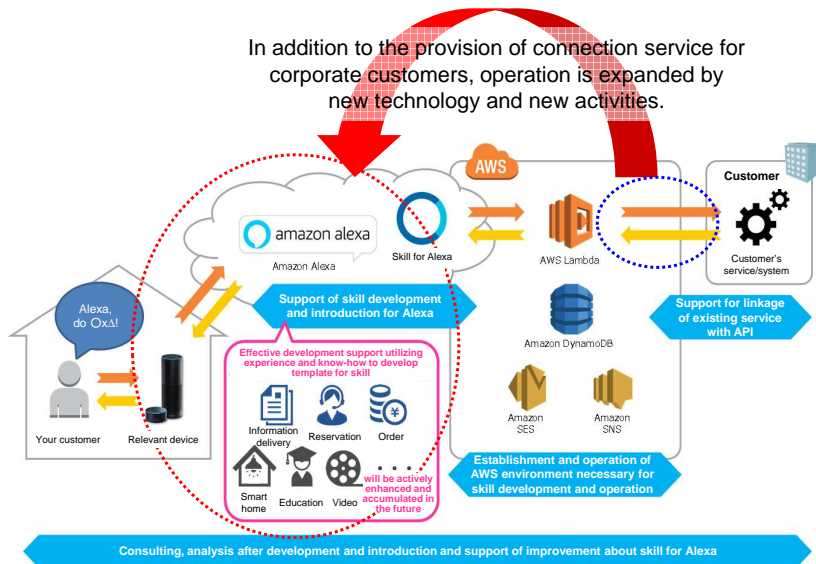 In addition to the provision of connection service for
corporate customers, operation is expanded by
new technology and new activities.
AWS
Customer
amazon alexa
Amazon Alexa
Skill for Alexa
AWS Lambda
Customer's
service/system
Alexa,
do O×Δ!
Your customer
Relevant device
Support of skill development
and introduction for Alexa
Support for linkage
of existing service
with API
Amazon DynamoDB
Effective development support utilizing
experience and know-how to develop
template for skill
Information
delivery
Reservation
Order
Smart
home
Education
Video
. . .
will be actively
enhanced and
accumulated in
the future
Amazon
SES
Amazon
SNS
Establishment and operation of
AWS environment necessary for
skill development and operation
Consulting, analysis after development and introduction and support of improvement about skill for Alexa